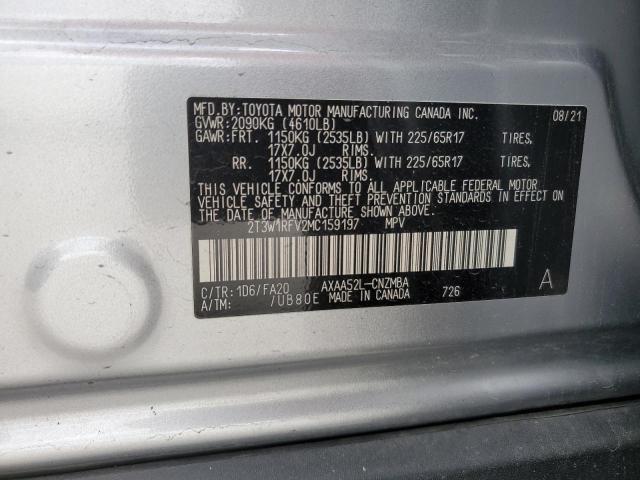 MFD.BY:TOYOTA MOTOR MANUFACTURING CANADA INC. 08/21
GVWR:2090KG (4610LB)
GAWR:FRT. 1150KG (2535LB) WITH 225/65R17 TIRES.
17X7.0J RIMS.
RR. 1150KG (2535LB) WITH 225/65R17 TIRES.
17X7.0J RIMS.
THIS VEHICLE CONFORMS TO ALL APPLICABLE FEDERAL MOTOR
VEHICLE SAFETY AND THEFT PREVENTION STANDARDS IN EFFECT
ON THE DATE OF MANUFACTURE SHOWN ABOVE.
2T3W1RFV2MC159197 MPV
C/TR:1D6/FA20 AXAA52L-CNZMBA A
A/TM: /UB80E MADE IN CANADA 726